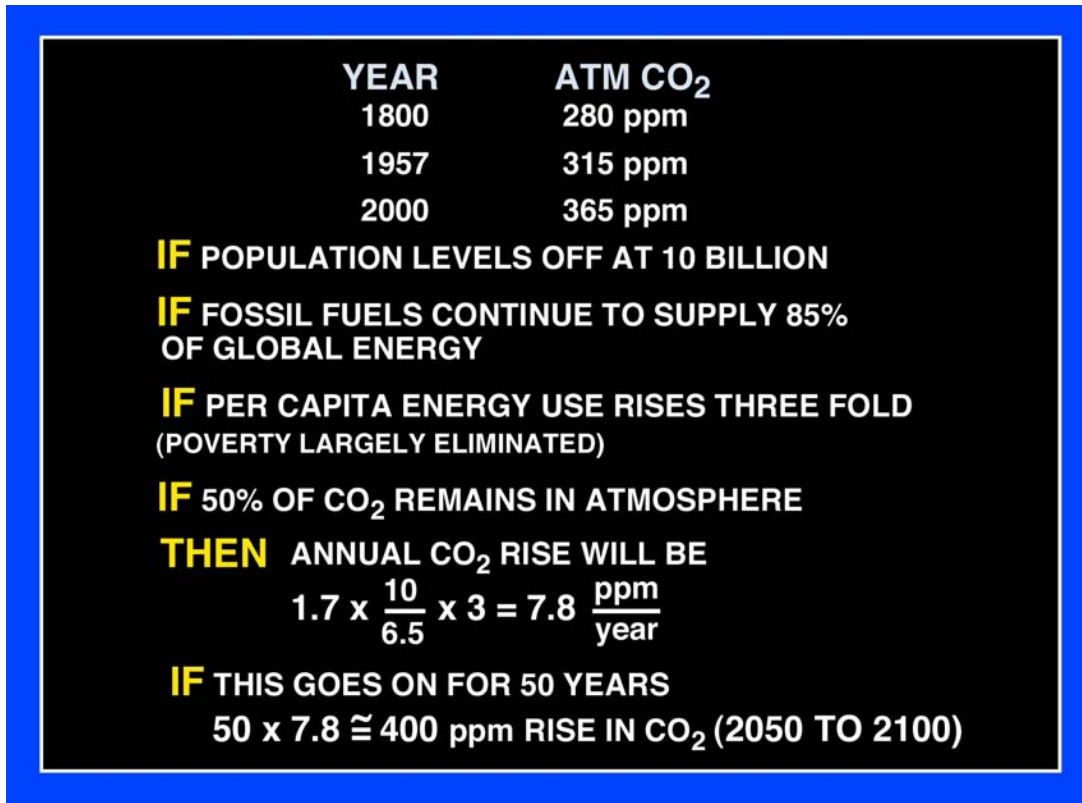 YEAR ATM CO₂
1800 280 ppm
1957 315 ppm
2000 365 ppm
IF POPULATION LEVELS OFF AT 10 BILLION
IF FOSSIL FUELS CONTINUE TO SUPPLY 85%
OF GLOBAL ENERGY
IF PER CAPITA ENERGY USE RISES THREE FOLD
(POVERTY LARGELY ELIMINATED)
IF 50% OF CO₂ REMAINS IN ATMOSPHERE
THEN ANNUAL CO₂ RISE WILL BE
1.7 x 10/6.5 x 3 = 7.8 ppm/year
IF THIS GOES ON FOR 50 YEARS
50 x 7.8 ≅ 400 ppm RISE IN CO₂ (2050 TO 2100)